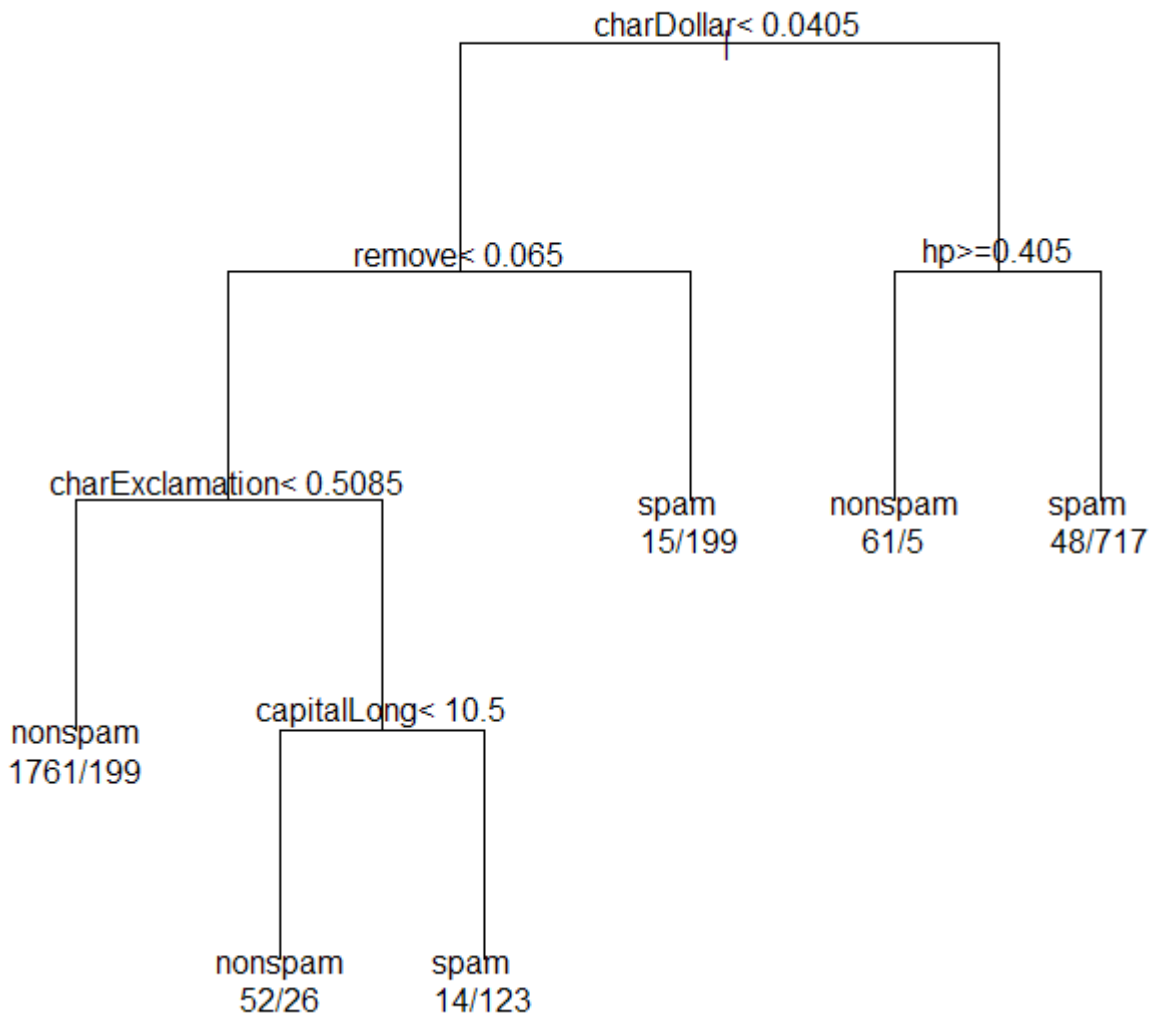 charDollar< 0.0405
remove< 0.065
hp>=0.405
charExclamation< 0.5085
spam
15/199
nonspam
61/5
spam
48/717
capitalLong< 10.5
nonspam
1761/199
nonspam
52/26
spam
14/123